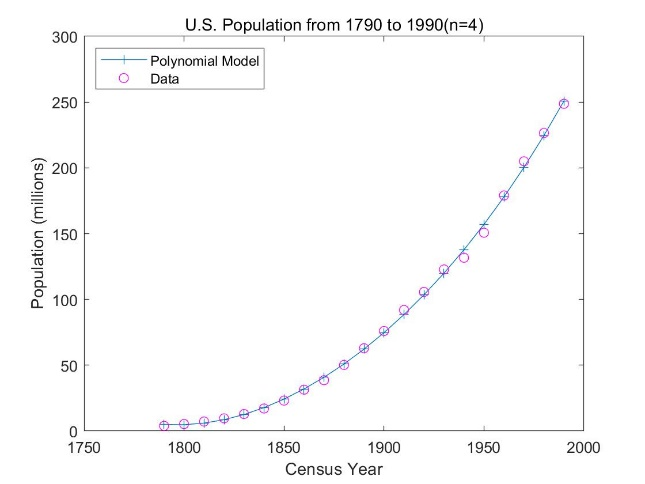 U.S. Population from 1790 to 1990(n=4)
Polynomial Model
Data
300
250
200
150
100
50
0
Population (millions)
1750 1800 1850 1900 1950 2000
Census Year